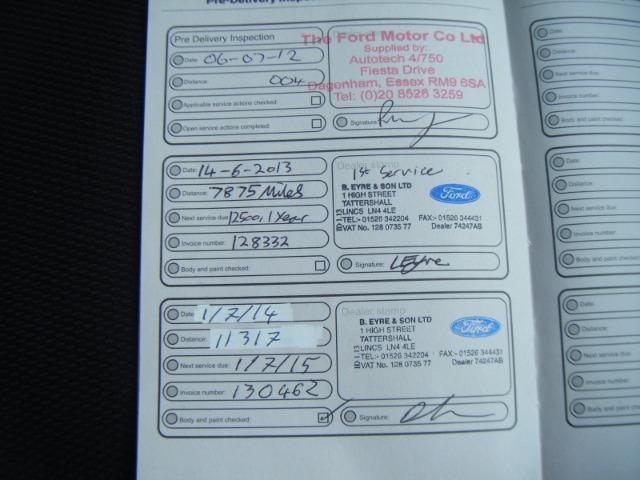 Pre-Delivery Inspection
Pre Delivery Inspection
Date: 06-07-12
Distance: 004
Applicable service actions checked:
Open service actions completed:
The Ford Motor Co Ltd
Supplied by:
Autotech 4/750
Fiesta Drive
Dagenham, Essex RM9 6SA
Tel: (0)20 8526 3259
Signature:
Date: 14-6-2013
Distance: 7875 Miles
Next service due: 12500, 1 Year
Invoice number: 128332
Body and paint checked:
Dealer stamp
1st Service
B. EYRE & SON LTD
1 HIGH STREET
TATTERSHALL
LINCS LN4 4LE
TEL:- 01526 342204 FAX:- 01526 344431
VAT No. 128 0735 77 Dealer 74247AB
Ford
Signature: LEyre
Date: 1/7/14
Distance: 11317
Next service due: 1/7/15
Invoice number: 130462
Body and paint checked:
Dealer stamp
B. EYRE & SON LTD
1 HIGH STREET
TATTERSHALL
LINCS LN4 4LE
TEL:- 01526 342204 FAX:- 01526 344431
VAT No. 128 0735 77 Dealer 74247AB
Ford
Signature:
Date:
Distance:
Next service due:
Invoice number:
Body and paint checked:
Date:
Distance:
Next service due:
Invoice number:
Body and paint checked:
Date:
Distance:
Next service due:
Invoice number:
Body and paint checked: